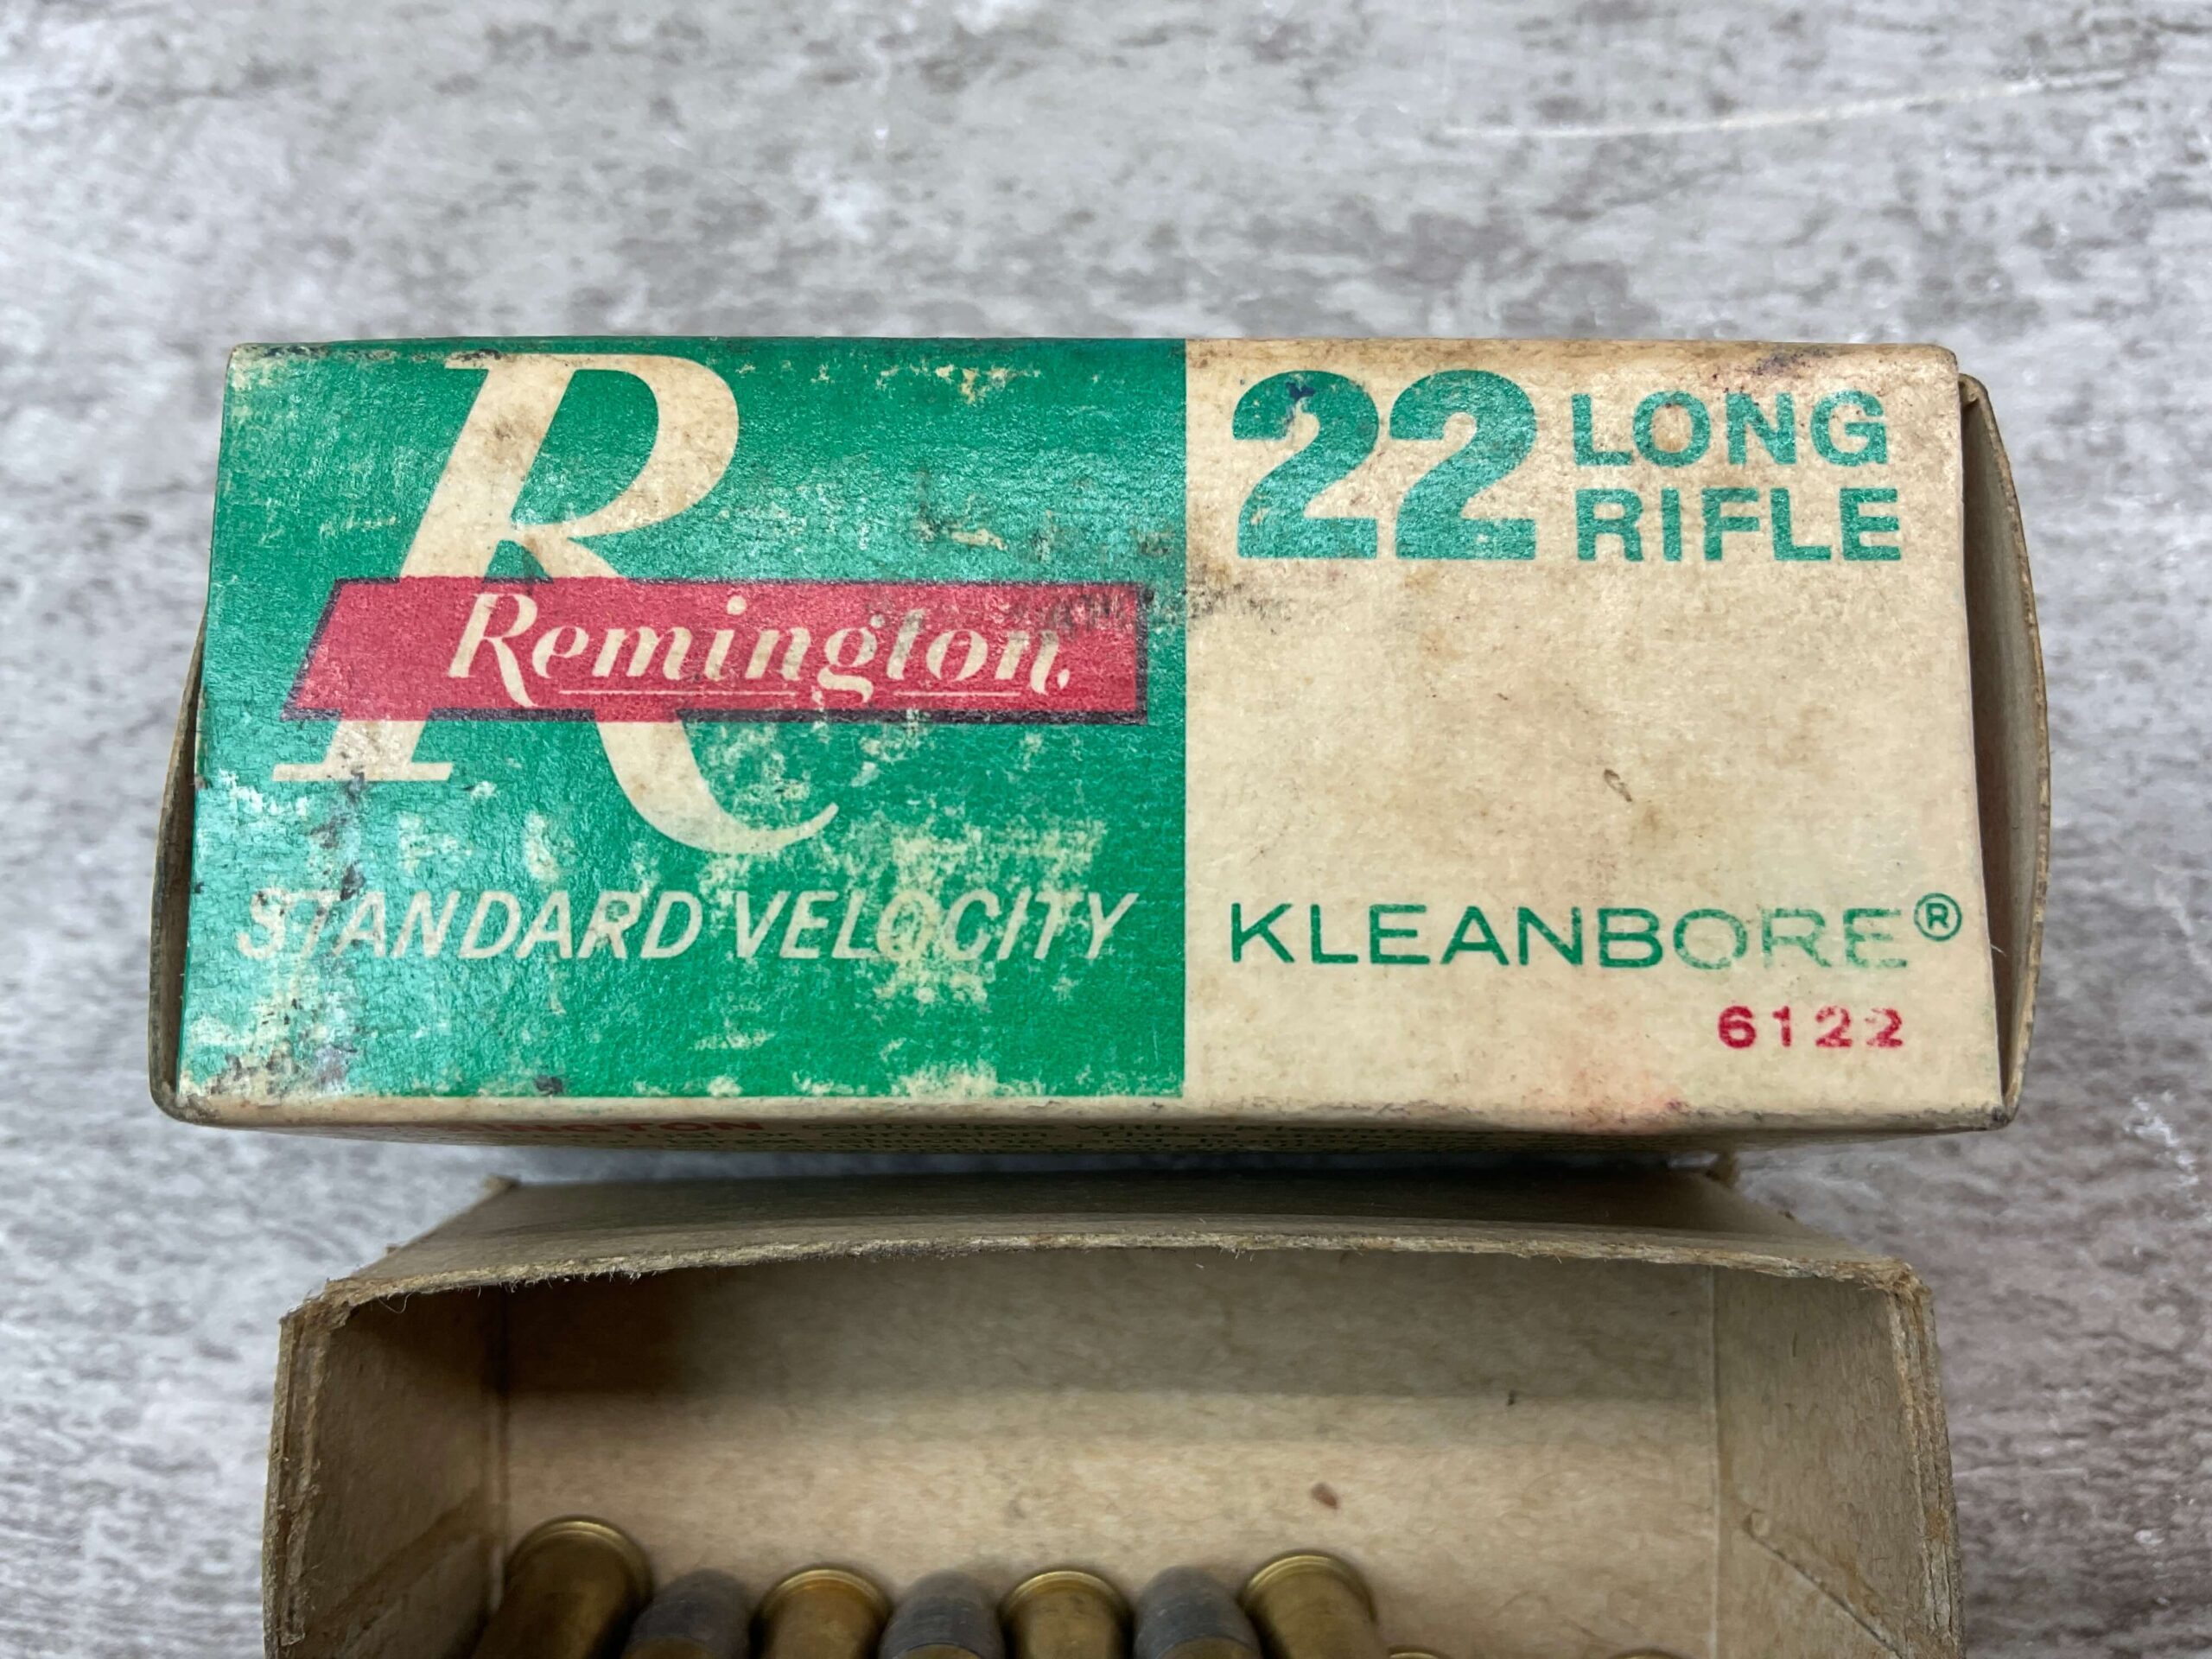 R
Remington
STANDARD VELOCITY
22 LONG
RIFLE
KLEANBORE®
6122